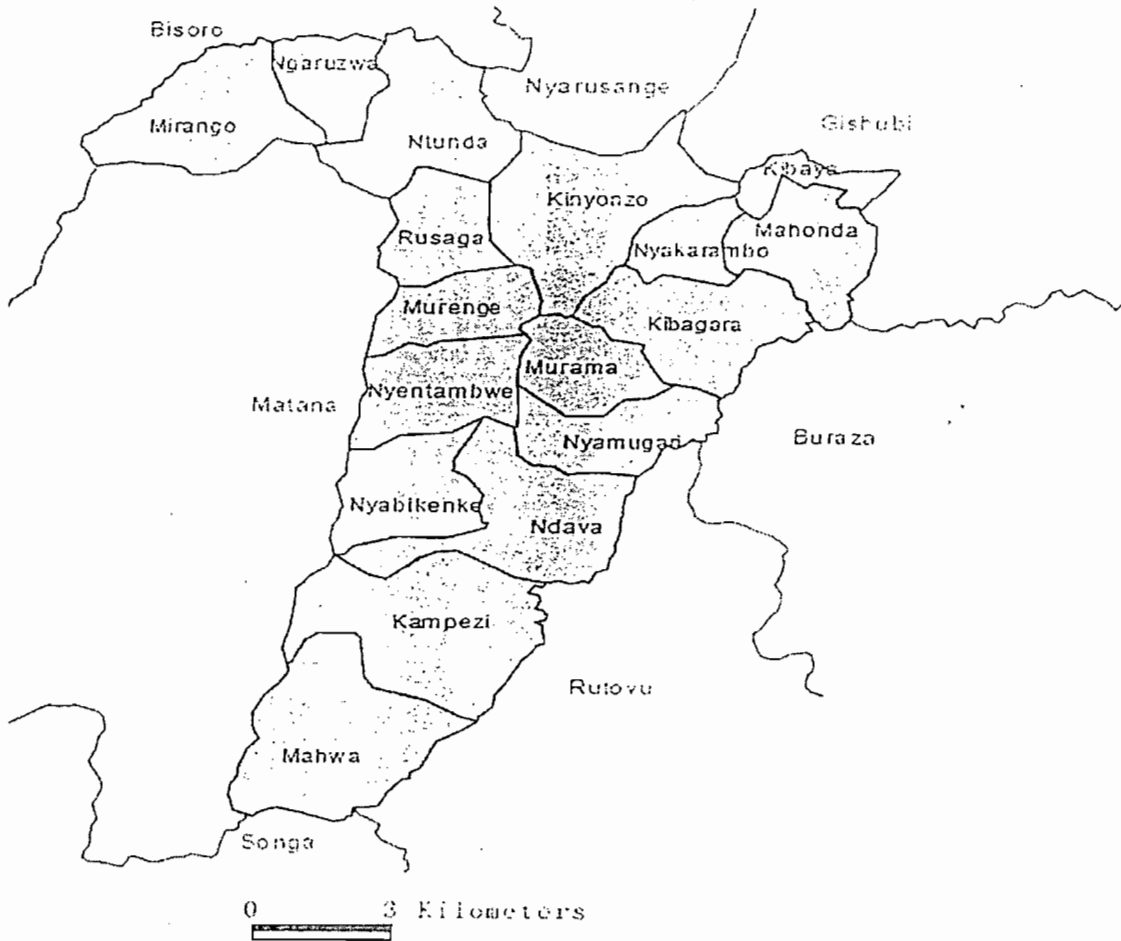 Bisoro
Ngaruzwa
Nyarusange
Mirango
Ntunda
Gishubi
Kibaya
Kinyonzo
Rusaga
Mahonda
Nyakarambo
Murenge
Kibagara
Murama
Nyentambwe
Matana
Nyamugari
Buraza
Nyabikenke
Ndava
Kampezi
Rutovu
Mahwa
Songa
0 3 Kilometers